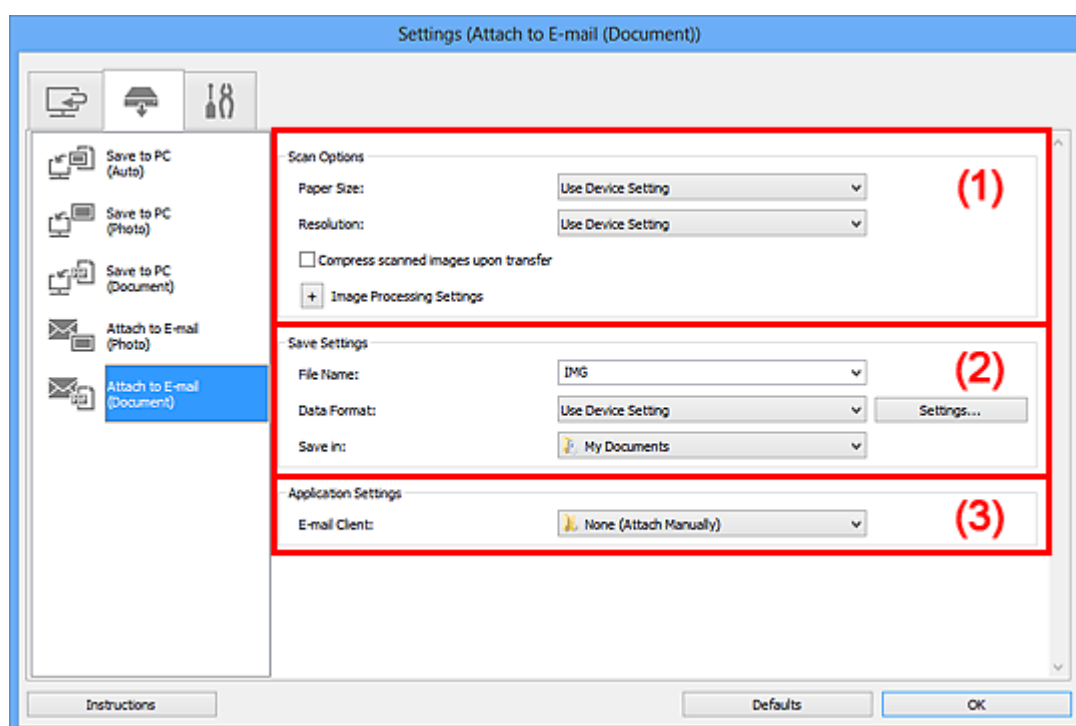 Settings (Attach to E-mail (Document))
Save to PC
(Auto)
Save to PC
(Photo)
Save to PC
(Document)
Attach to E-mail
(Photo)
Attach to E-mail
(Document)
Scan Options
(1)
Paper Size: Use Device Setting
Resolution: Use Device Setting
Compress scanned images upon transfer
+ Image Processing Settings
Save Settings
(2)
File Name: IMG
Data Format: Use Device Setting Settings...
Save in: My Documents
Application Settings
(3)
E-mail Client: None (Attach Manually)
Instructions Defaults OK